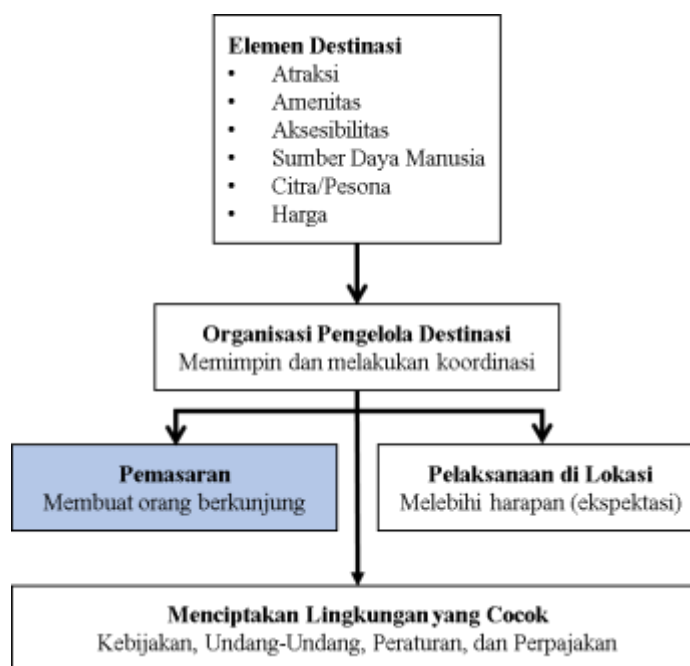 Elemen Destinasi
• Atraksi
• Amenitas
• Aksesibilitas
• Sumber Daya Manusia
• Citra/Pesona
• Harga
Organisasi Pengelola Destinasi
Memimpin dan melakukan koordinasi
Pemasaran
Membuat orang berkunjung
Pelaksanaan di Lokasi
Melebihi harapan (ekspektasi)
Menciptakan Lingkungan yang Cocok
Kebijakan, Undang-Undang, Peraturan, dan Perpajakan